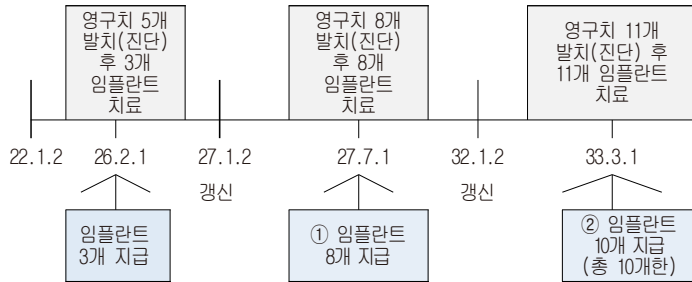 영구치 5개
발치(진단)
후 3개
임플란트
치료
영구치 8개
발치(진단)
후 8개
임플란트
치료
영구치 11개
발치(진단) 후
11개 임플란트
치료
22.1.2
26.2.1
27.1.2
27.7.1
32.1.2
33.3.1
갱신
갱신
임플란트
3개 지급
① 임플란트
8개 지급
② 임플란트
10개 지급
(총 10개한)